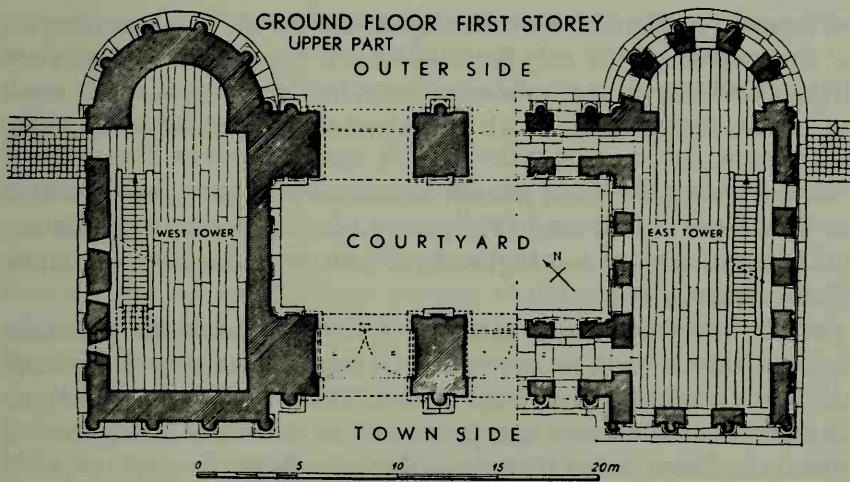 GROUND FLOOR FIRST STOREY
UPPER PART
OUTER SIDE
WEST TOWER
COURTYARD
N
EAST TOWER
TOWN SIDE
0 5 10 15 20m